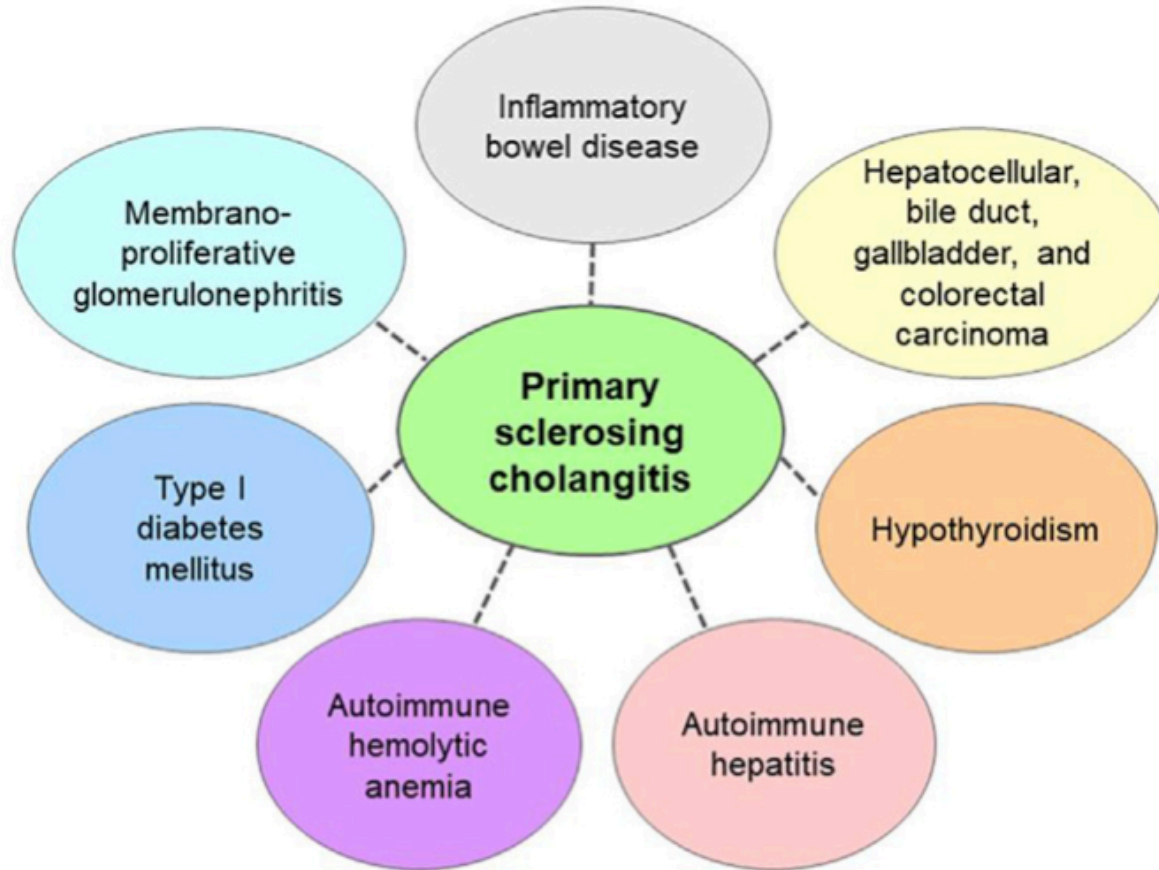 Inflammatory
bowel disease
Hepatocellular,
bile duct,
gallbladder, and
colorectal
carcinoma
Membrano-
proliferative
glomerulonephritis
Primary
sclerosing
cholangitis
Type I
diabetes
mellitus
Hypothyroidism
Autoimmune
hemolytic
anemia
Autoimmune
hepatitis